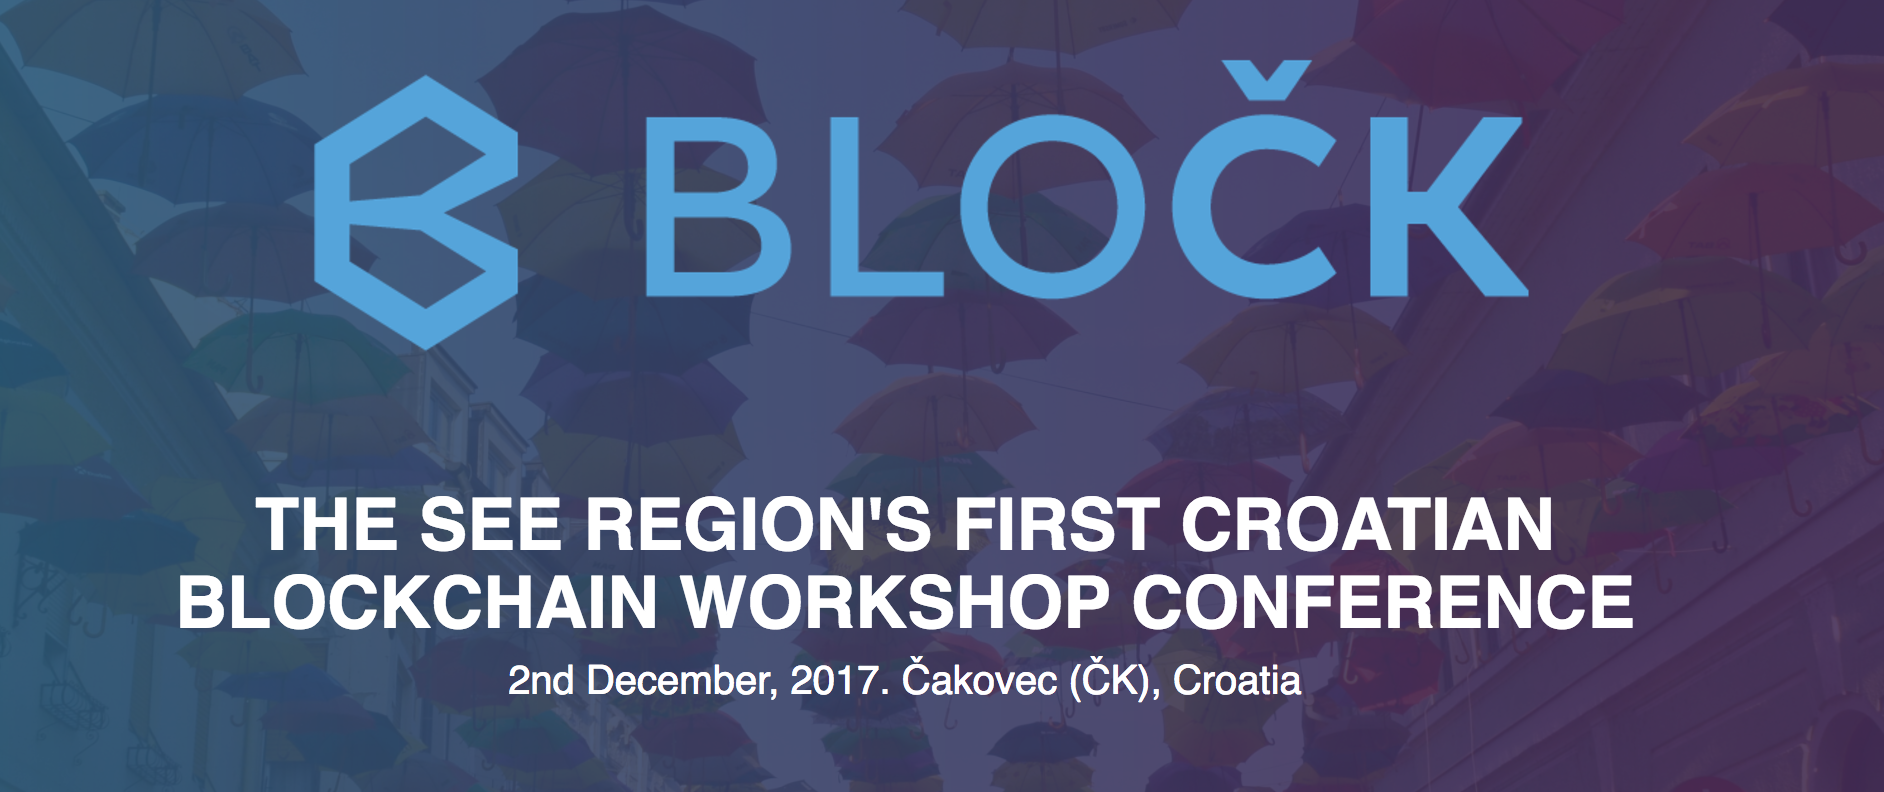 BLOČK
THE SEE REGION'S FIRST CROATIAN
BLOCKCHAIN WORKSHOP CONFERENCE
2nd December, 2017. Čakovec (ČK), Croatia